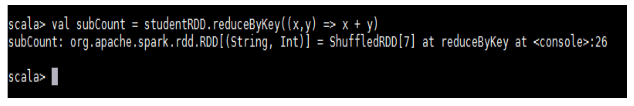 scala> val subCount = studentRDD.reduceByKey((x,y) => x + y)
subCount: org.apache.spark.rdd.RDD[(String, Int)] = ShuffledRDD[7] at reduceByKey at <console>:26
scala>